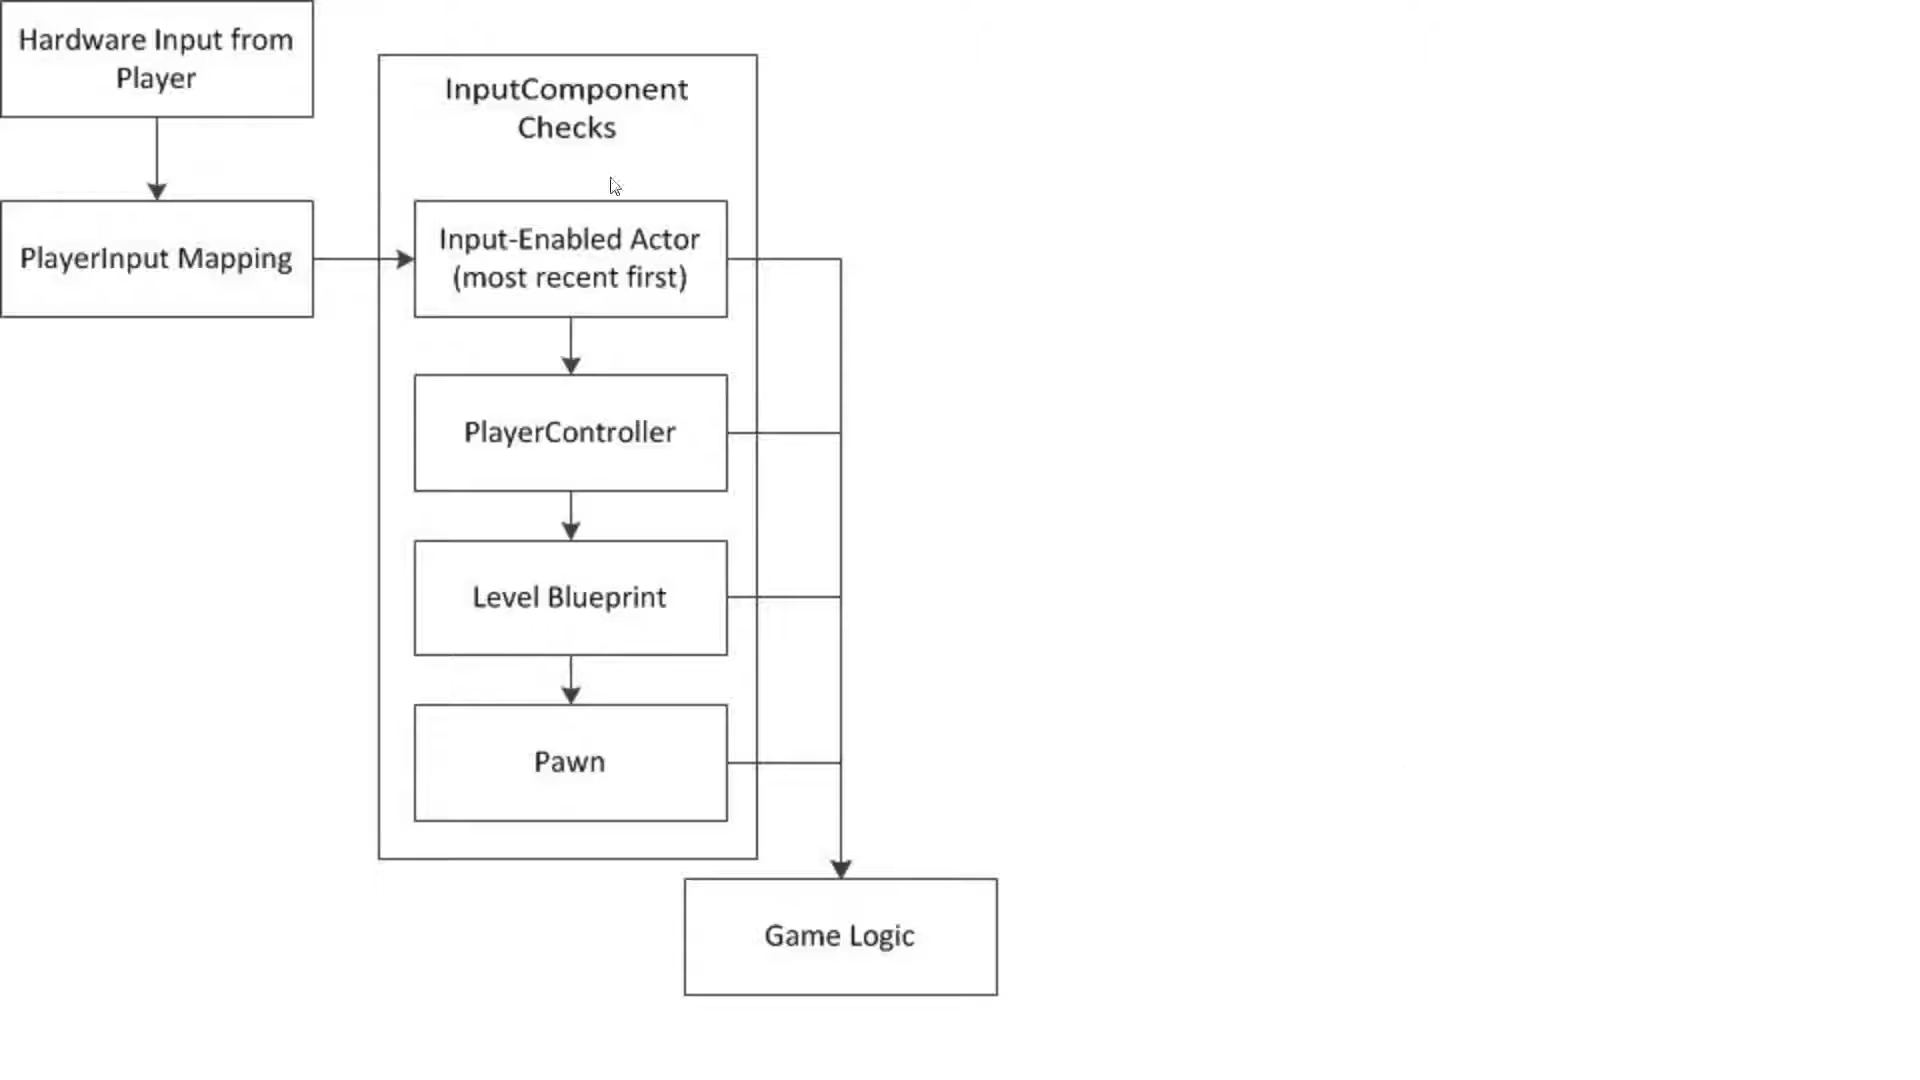 Hardware Input from
Player
PlayerInput Mapping
InputComponent
Checks
Input-Enabled Actor
(most recent first)
PlayerController
Level Blueprint
Pawn
Game Logic